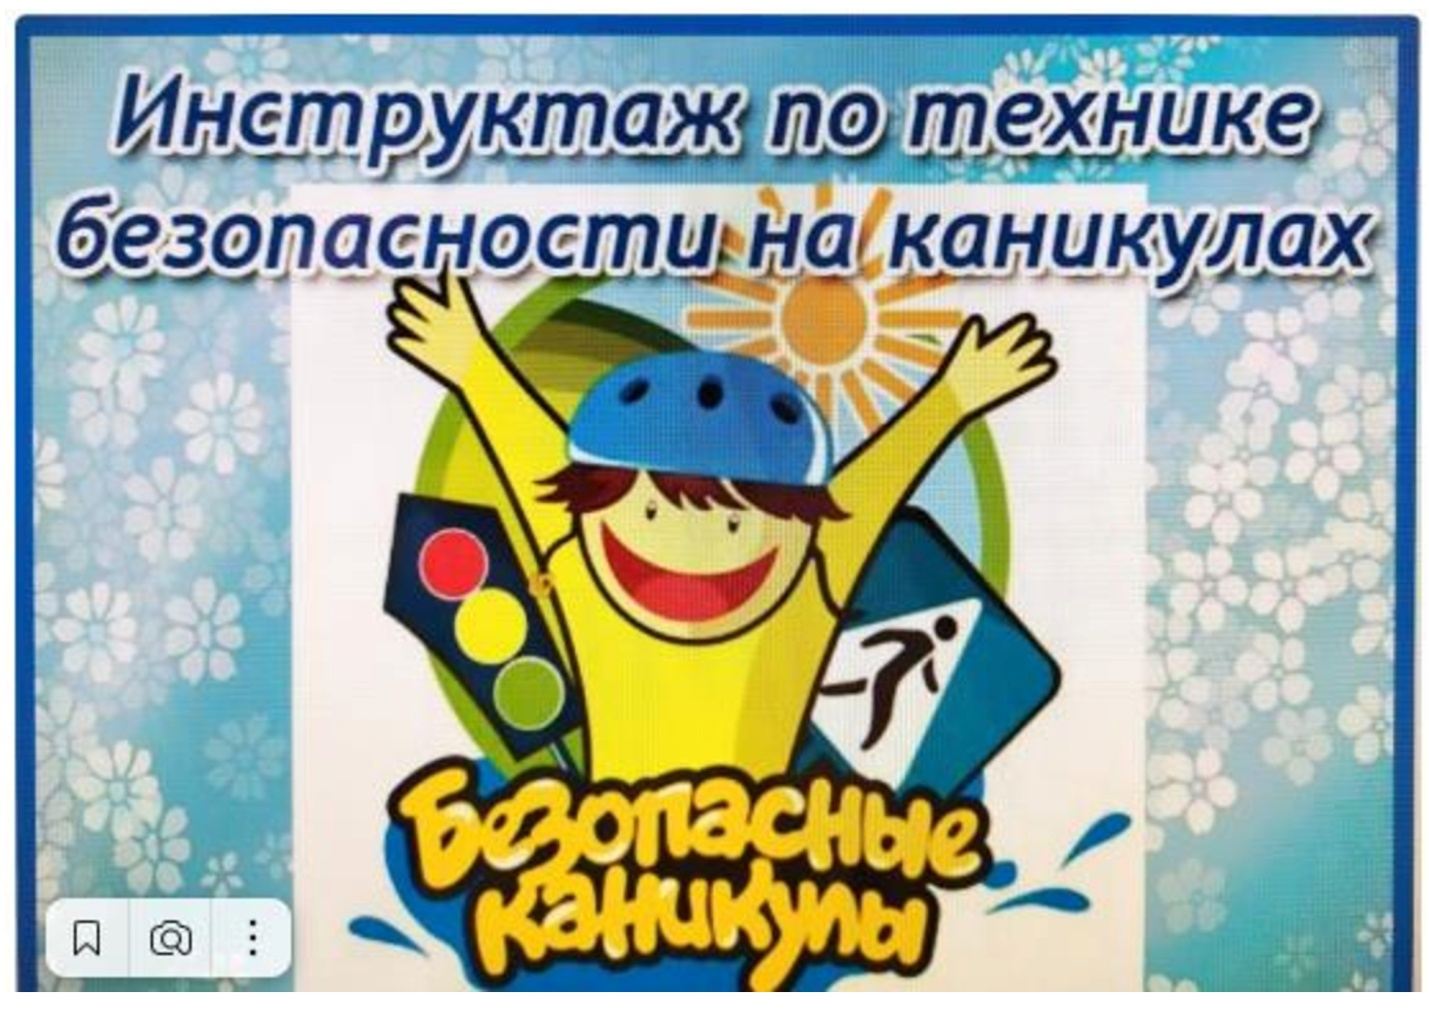 Инструктаж по технике
безопасности на каникулах
Безопасные
каникулы